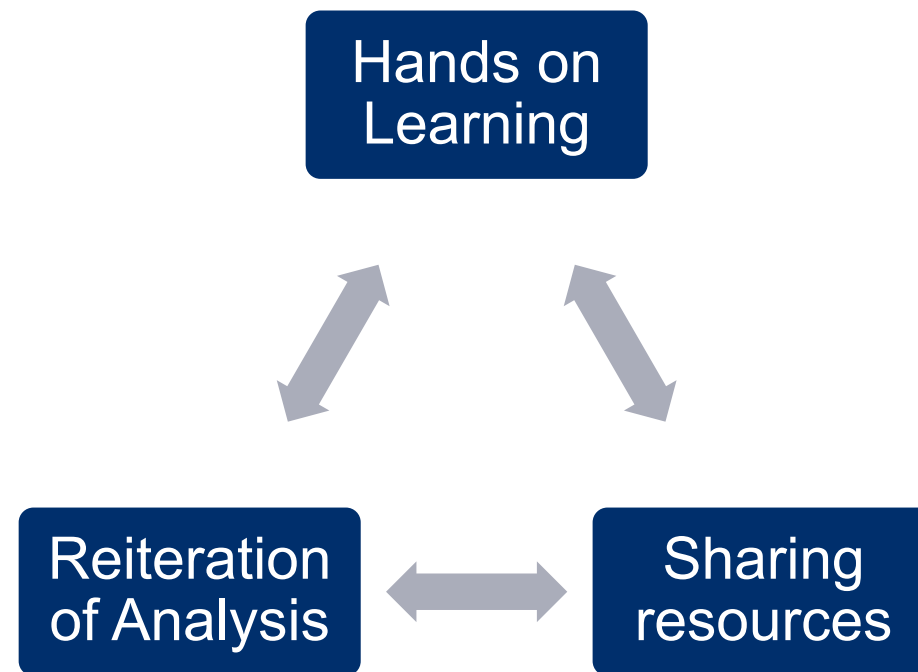 Hands on
Learning
Reiteration
of Analysis
Sharing
resources